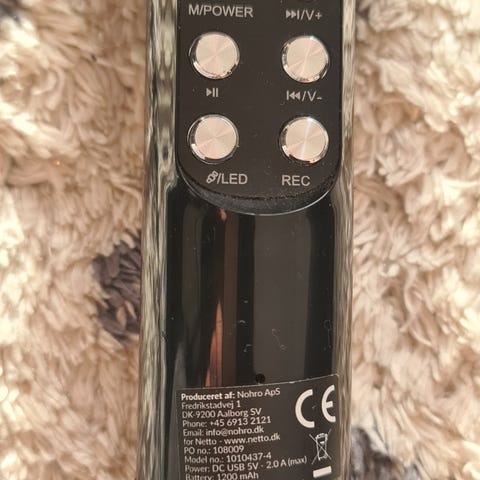 M/POWER
⏭/V+
⏯
⏮/V-
/LED
REC
Produceret af: Nohro ApS
Fredrikstadvej 1
DK-9200 Aalborg SV
Phone: +45 6913 2121
Email: info@nohro.dk
for Netto - www.netto.dk
PO no.: 108009
Model no.: 1010437-4
Power: DC USB 5V - 2.0 A (max)
Battery: 1200 mAh
CE